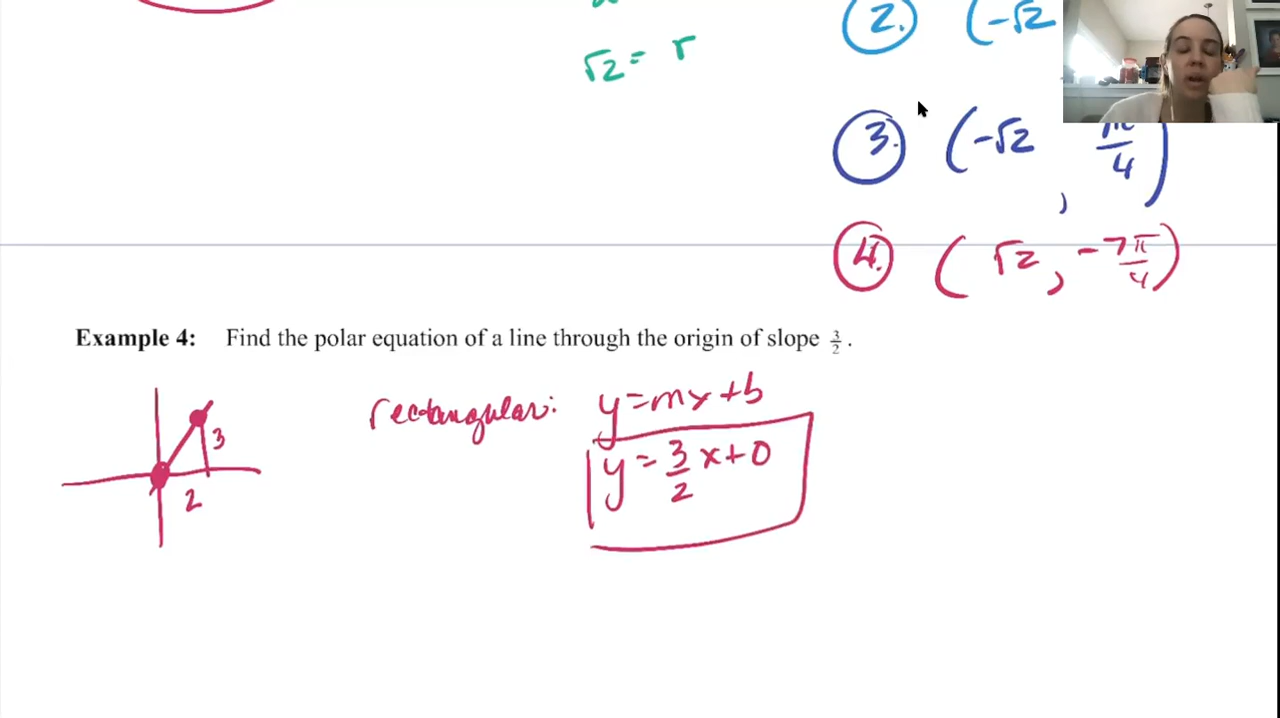 √2 = r
2. (-√2
3. (-√2, π/4)
4. (√2, -7π/4)
Example 4: Find the polar equation of a line through the origin of slope 3/2.
rectangular: y=mx+b
y = 3/2 x+0
3
2